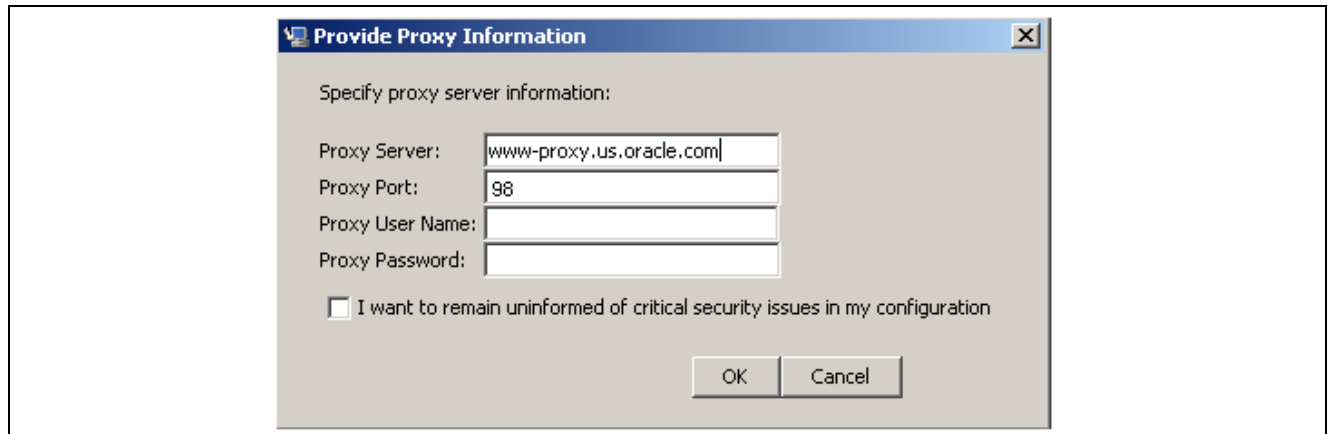 Provide Proxy Information
Specify proxy server information:
Proxy Server: www-proxy.us.oracle.com
Proxy Port: 98
Proxy User Name:
Proxy Password:
I want to remain uninformed of critical security issues in my configuration
OK Cancel